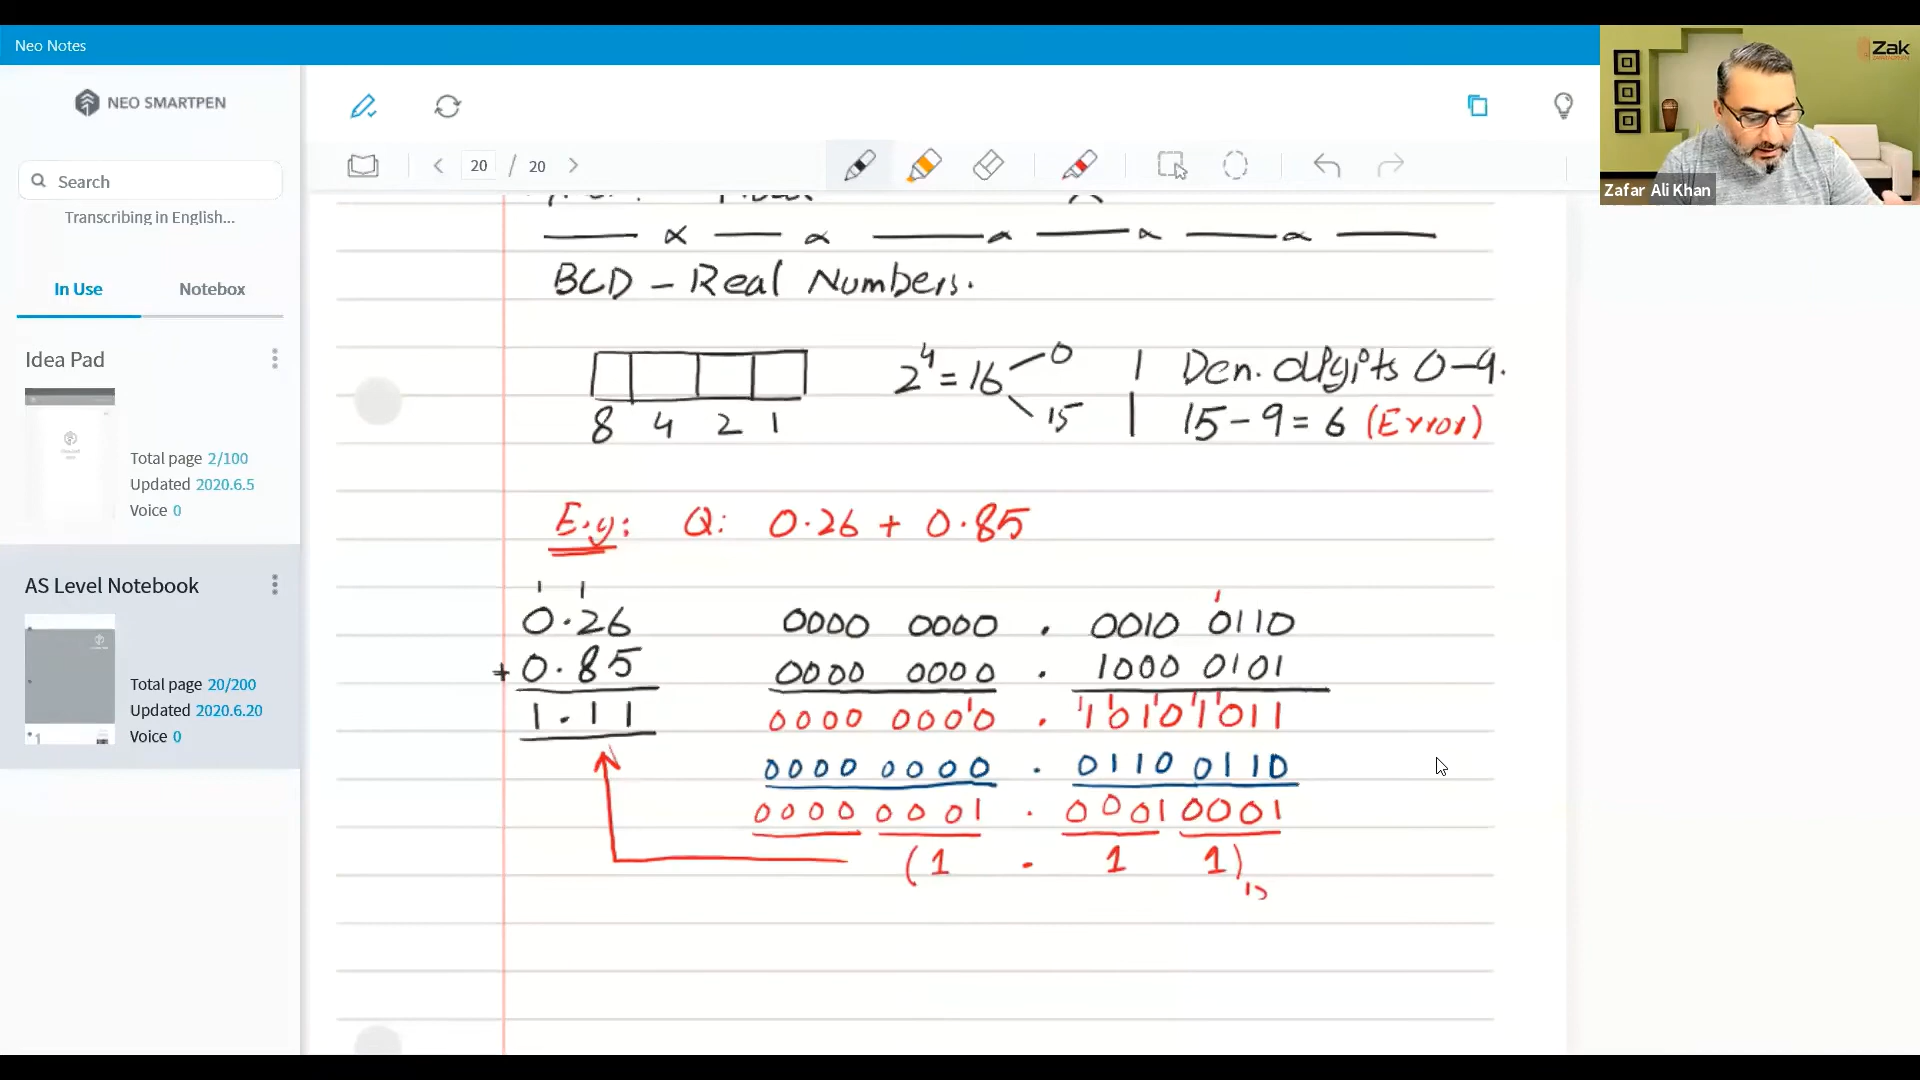 Neo Notes
NEO SMARTPEN
Search
Transcribing in English...
In Use
Notebox
Idea Pad
Total page 2/100
Updated 2020.6.5
Voice 0
AS Level Notebook
Total page 20/200
Updated 2020.6.20
Voice 0
20 / 20
Zak
Zafar Ali Khan
BCD - Real Numbers.
8 4 2 1
2⁴ = 16
0
15
Den. digits 0-9.
15 - 9 = 6 (Error)
E.g: Q: 0.26 + 0.85
1 1
0.26
+ 0.85
1.11
1
0000 0000 . 0010 0110
0000 0000 . 1000 0101
0000 0000 . 1010 1011
0000 0000 . 0110 0110
0000 0001 . 0001 0001
(1 . 1 1)